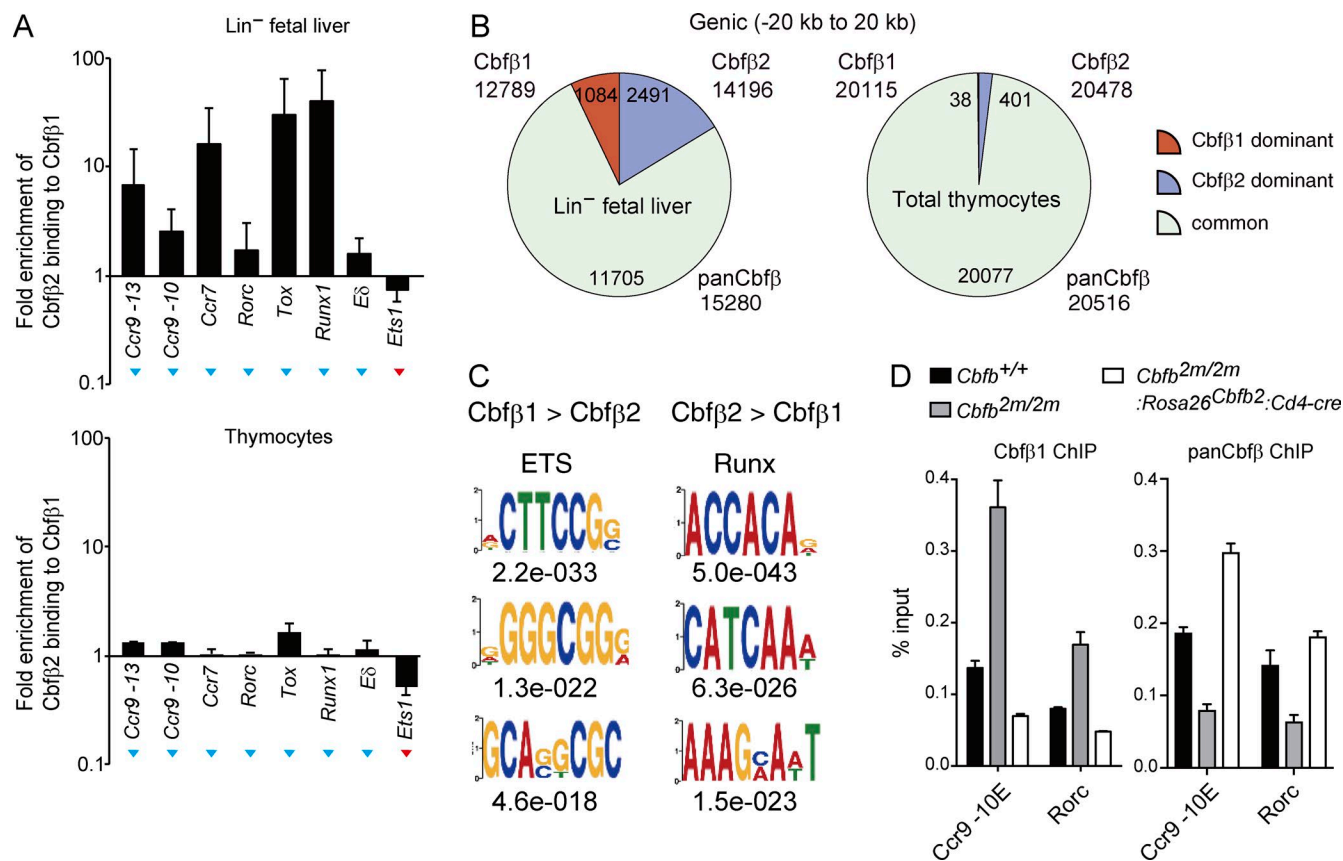 A
Lin⁻ fetal liver
Fold enrichment of
Cbfβ2 binding to Cbfβ1
100
10
1
0.1
Ccr9 -13
Ccr9 -10
Ccr7
Rorc
Tox
Runx1
Eδ
Ets1
Thymocytes
Fold enrichment of
Cbfβ2 binding to Cbfβ1
100
10
1
0.1
Ccr9 -13
Ccr9 -10
Ccr7
Rorc
Tox
Runx1
Eδ
Ets1
B
Genic (-20 kb to 20 kb)
Cbfβ1
12789
Cbfβ2
14196
1084
2491
Lin⁻ fetal liver
11705
panCbfβ
15280
Cbfβ1
20115
Cbfβ2
20478
38
401
Total thymocytes
20077
panCbfβ
20516
Cbfβ1 dominant
Cbfβ2 dominant
common
C
Cbfβ1 > Cbfβ2
ETS
CTTCCG
2.2e-033
GGGCGG
1.3e-022
GCAGGCGC
4.6e-018
Cbfβ2 > Cbfβ1
Runx
ACCACA
5.0e-043
CATCAAA
6.3e-026
AAAGCAAT
1.5e-023
D
Cbfb+/+
Cbfb2m/2m
Cbfb2m/2m
:Rosa26Cbfb2:Cd4-cre
Cbfβ1 ChIP
% input
0.4
0.3
0.2
0.1
0.0
Ccr9 -10E
Rorc
panCbfβ ChIP
0.4
0.3
0.2
0.1
0.0
Ccr9 -10E
Rorc